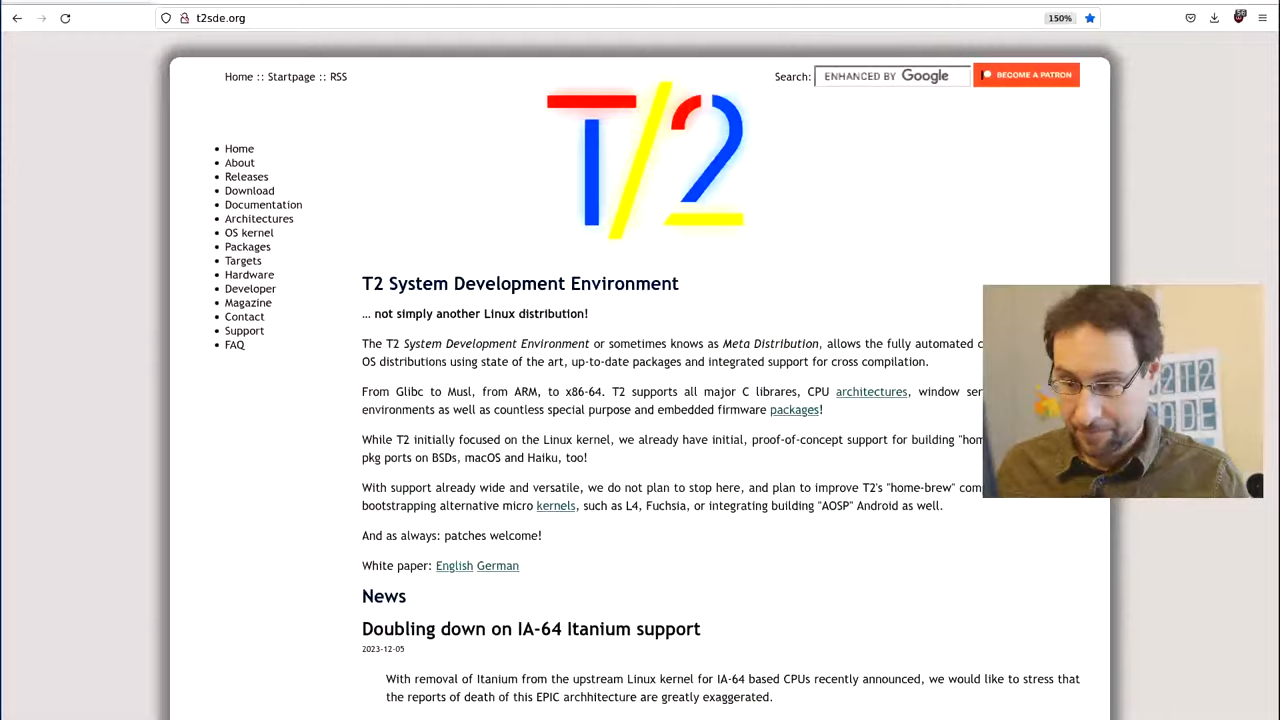 t2sde.org
150%
56
Home :: Startpage :: RSS
Search:
ENHANCED BY Google
BECOME A PATRON
T/2
Home
About
Releases
Download
Documentation
Architectures
OS kernel
Packages
Targets
Hardware
Developer
Magazine
Contact
Support
FAQ
T2 System Development Environment
... not simply another Linux distribution!
The T2 System Development Environment or sometimes known as Meta Distribution, allows the fully automated
OS distributions using state of the art, up-to-date packages and integrated support for cross compilation.
From Glibc to Musl, from ARM, to x86-64. T2 supports all major C librares, CPU architectures, window
environments as well as countless special purpose and embedded firmware packages!
While T2 initially focused on the Linux kernel, we already have initial, proof-of-concept support for building
pkg ports on BSDs, macOS and Haiku, too!
With support already wide and versatile, we do not plan to stop here, and plan to improve T2's "home-brew"
bootstrapping alternative micro kernels, such as L4, Fuchsia, or integrating building "AOSP" Android as well.
And as always: patches welcome!
White paper: English German
News
Doubling down on IA-64 Itanium support
2023-12-05
With removal of Itanium from the upstream Linux kernel for IA-64 based CPUs recently announced, we would like to stress that
the reports of death of this EPIC archhitecture are greatly exaggerated.